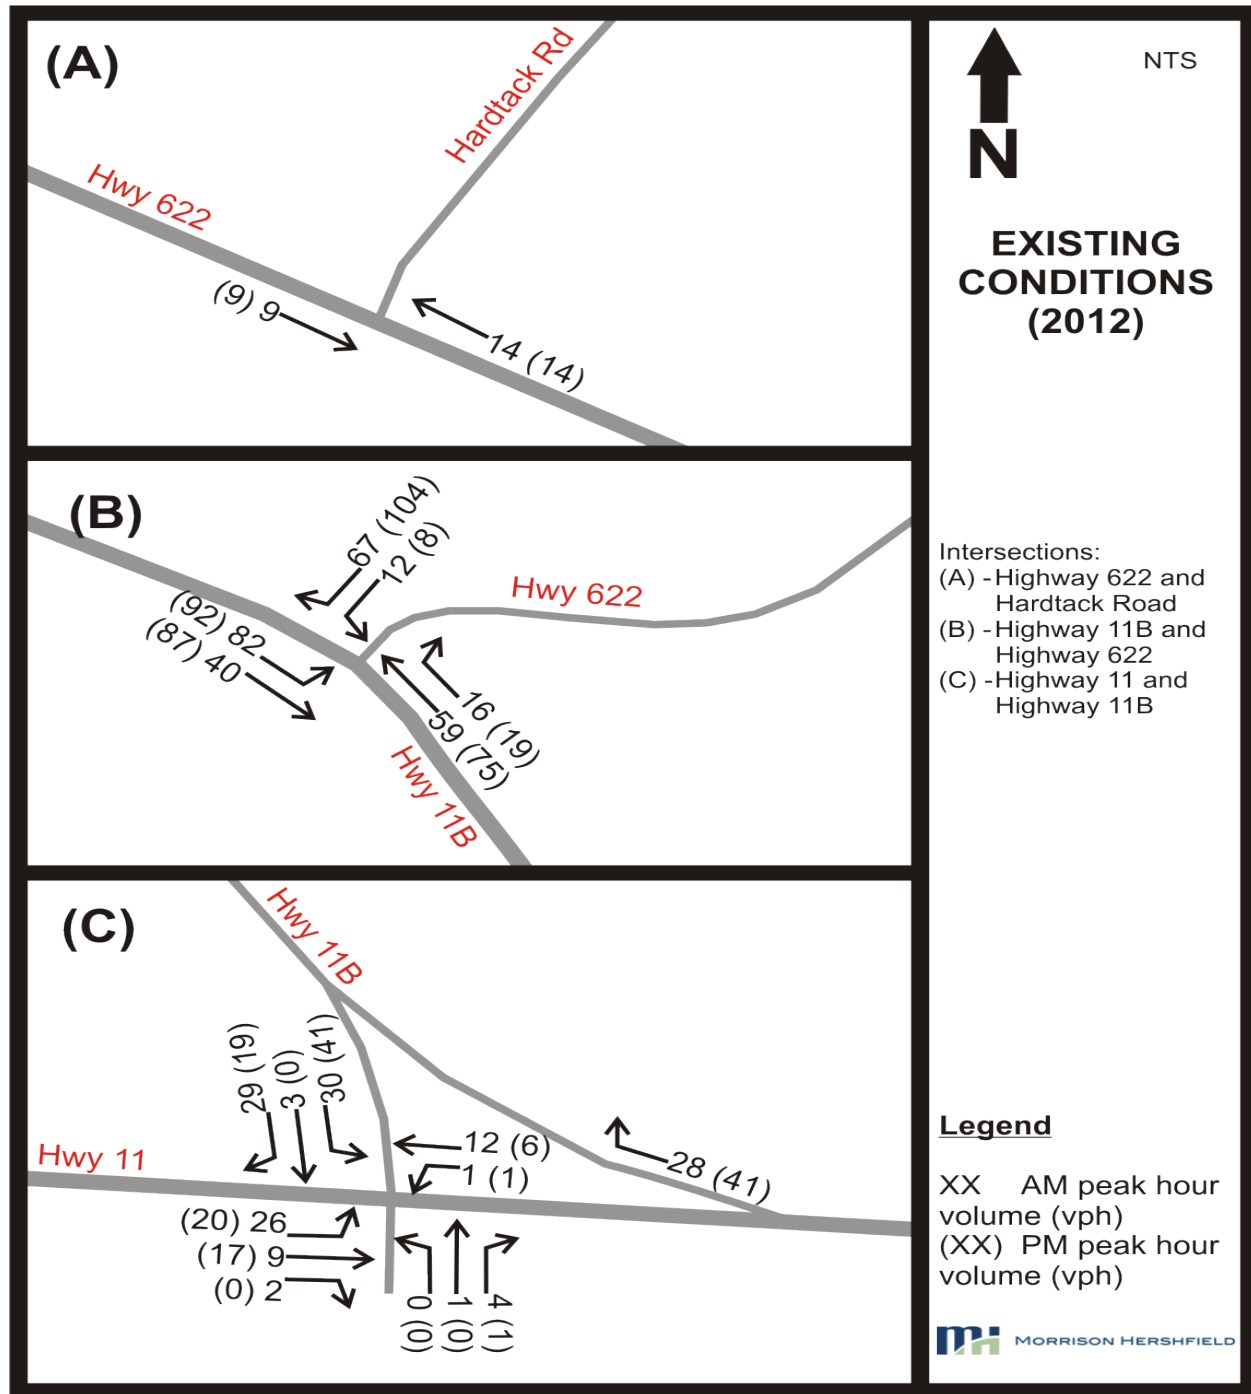 (A)
Hardtack Rd
Hwy 622
(9) 9
14 (14)
(B)
67 (104)
12 (8)
Hwy 622
(92) 82
(87) 40
16 (19)
59 (75)
Hwy 11B
(C)
Hwy 11B
29 (19)
3 (0)
30 (41)
12 (6)
1 (1)
28 (41)
Hwy 11
(20) 26
(17) 9
(0) 2
0 (0)
1 (0)
4 (1)
NTS
N
EXISTING
CONDITIONS
(2012)
Intersections:
(A) - Highway 622 and
Hardtack Road
(B) - Highway 11B and
Highway 622
(C) - Highway 11 and
Highway 11B
Legend
XX AM peak hour
volume (vph)
(XX) PM peak hour
volume (vph)
MH MORRISON HERSHFIELD